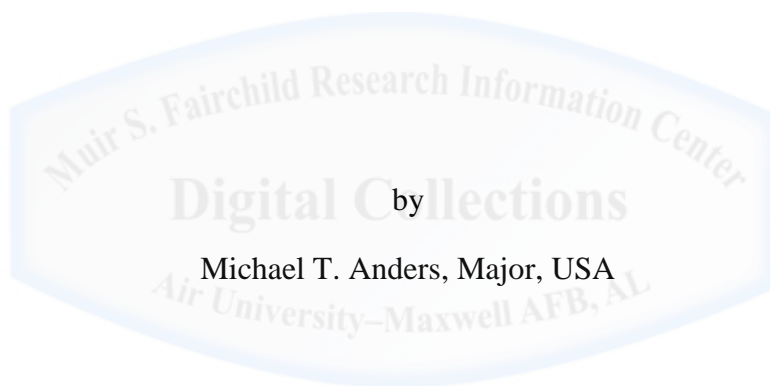 Muir S. Fairchild Research Information Center
Digital Collections
by
Michael T. Anders, Major, USA
Air University–Maxwell AFB, AL